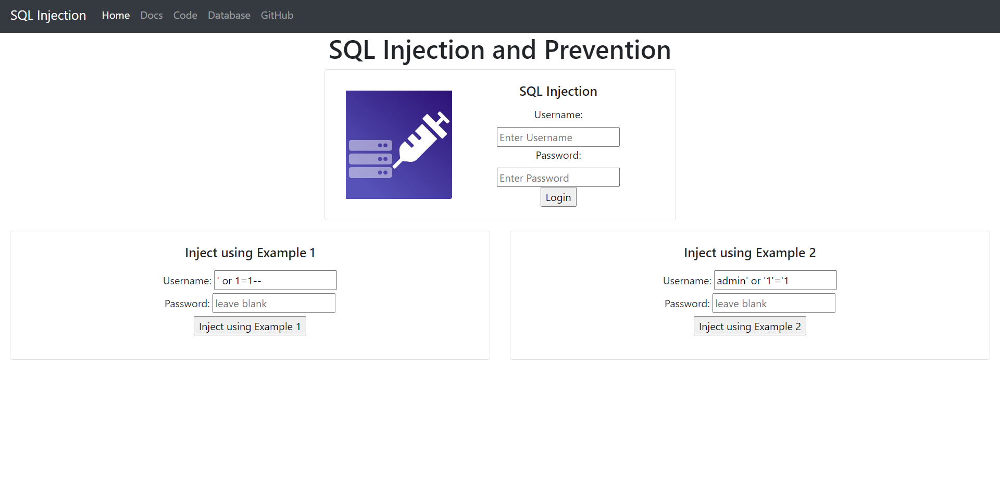 SQL Injection Home Docs Code Database GitHub
SQL Injection and Prevention
SQL Injection
Username:
Enter Username
Password:
Enter Password
Login
Inject using Example 1
Username: ' or 1=1--
Password: leave blank
Inject using Example 1
Inject using Example 2
Username: admin' or '1'='1
Password: leave blank
Inject using Example 2